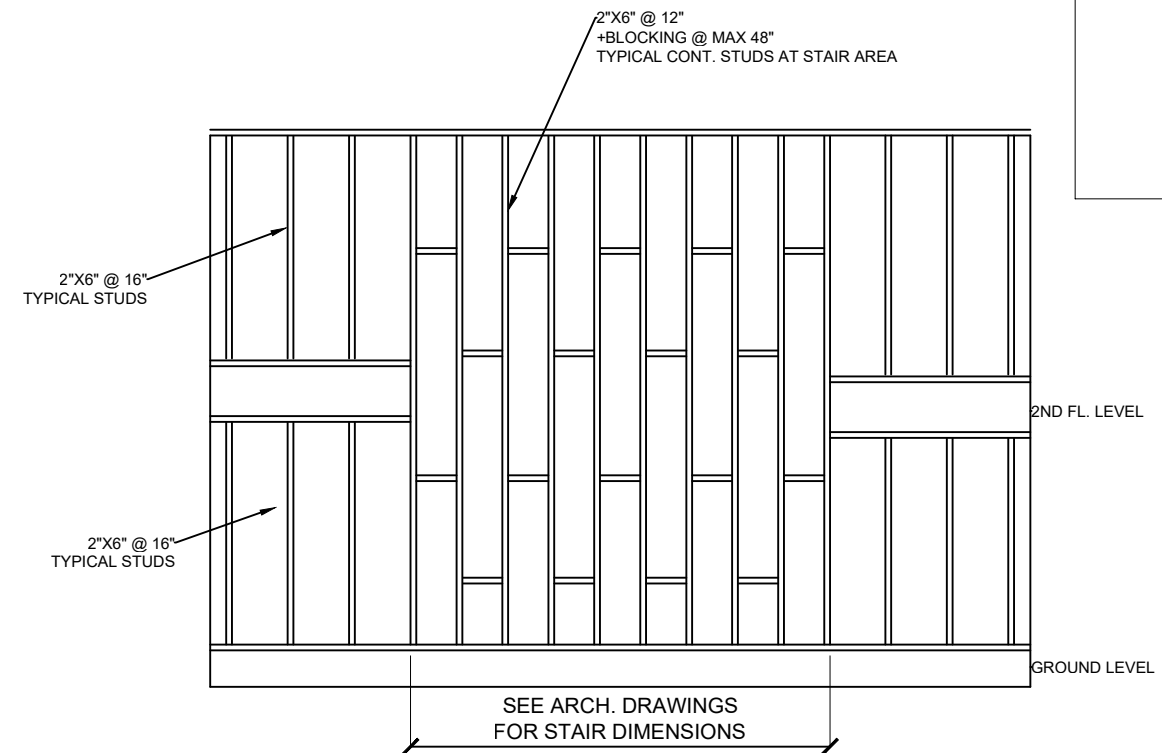 2"X6" @ 12"
+BLOCKING @ MAX 48"
TYPICAL CONT. STUDS AT STAIR AREA
2"X6" @ 16"
TYPICAL STUDS
2ND FL. LEVEL
2"X6" @ 16"
TYPICAL STUDS
GROUND LEVEL
SEE ARCH. DRAWINGS
FOR STAIR DIMENSIONS